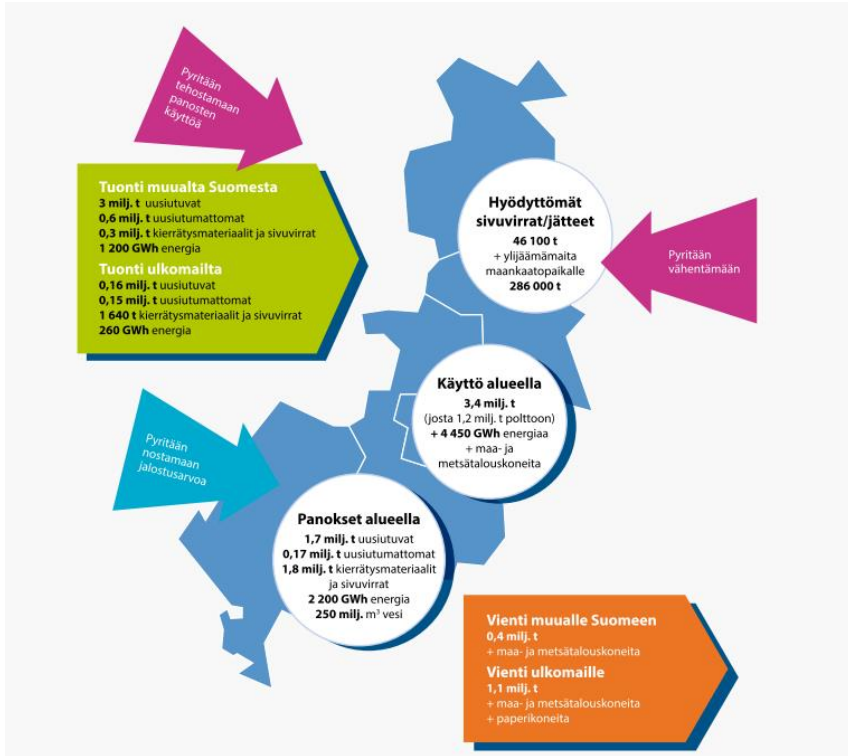 Pyritään
tehostamaan
panosten
käyttöä
Tuonti muualta Suomesta
3 milj. t uusiutuvat
0,6 milj. t uusiutumattomat
0,3 milj. t kierrätysmateriaalit ja sivuvirrat
1 200 GWh energia
Tuonti ulkomailta
0,16 milj. t uusiutuvat
0,15 milj. t uusiutumattomat
1 640 t kierrätysmateriaalit ja sivuvirrat
260 GWh energia
Hyödyttömät
sivuvirrat/jätteet
46 100 t
+ ylijäämämaita
maankaatopaikalle
286 000 t
Pyritään
vähentämään
Käyttö alueella
3,4 milj. t
(josta 1,2 milj. t polttoon)
+ 4 450 GWh energiaa
+ maa- ja
metsätalouskoneita
Pyritään
nostamaan
jalostusarvoa
Panokset alueella
1,7 milj. t uusiutuvat
0,17 milj. t uusiutumattomat
1,8 milj. t kierrätysmateriaalit
ja sivuvirrat
2 200 GWh energia
250 milj. m³ vesi
Vienti muualle Suomeen
0,4 milj. t
+ maa- ja metsätalouskoneita
Vienti ulkomaille
1,1 milj. t
+ maa- ja metsätalouskoneita
+ paperikoneita